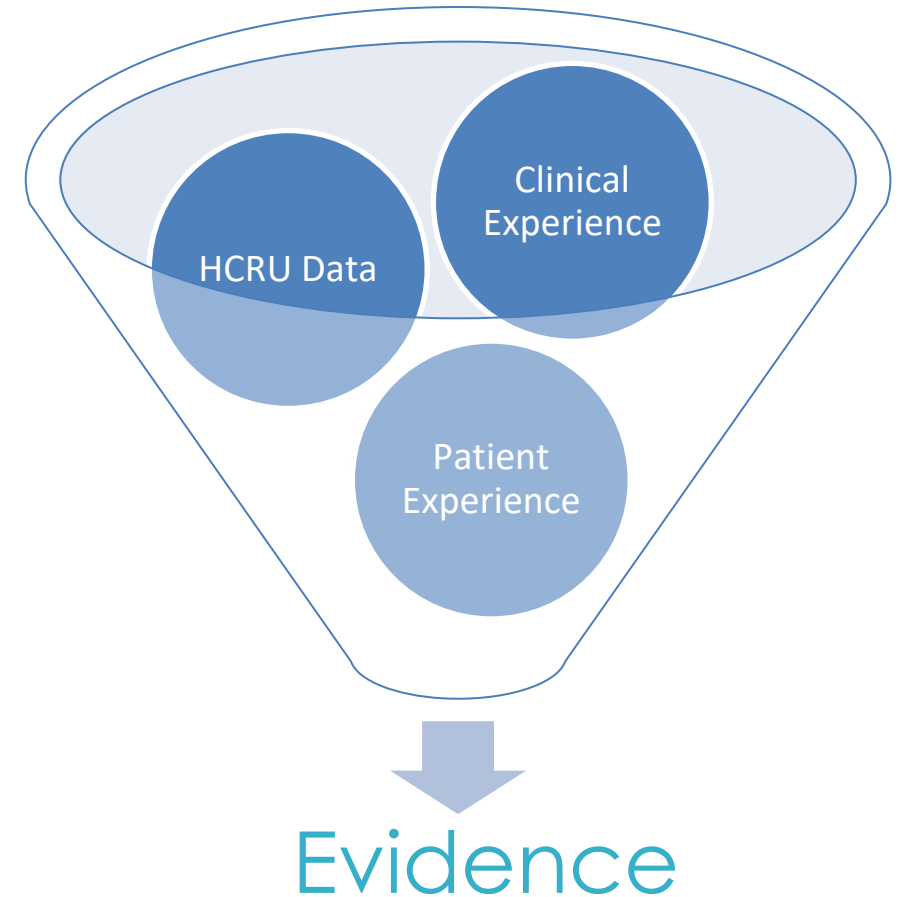 Clinical
Experience
HCRU Data
Patient
Experience
Evidence